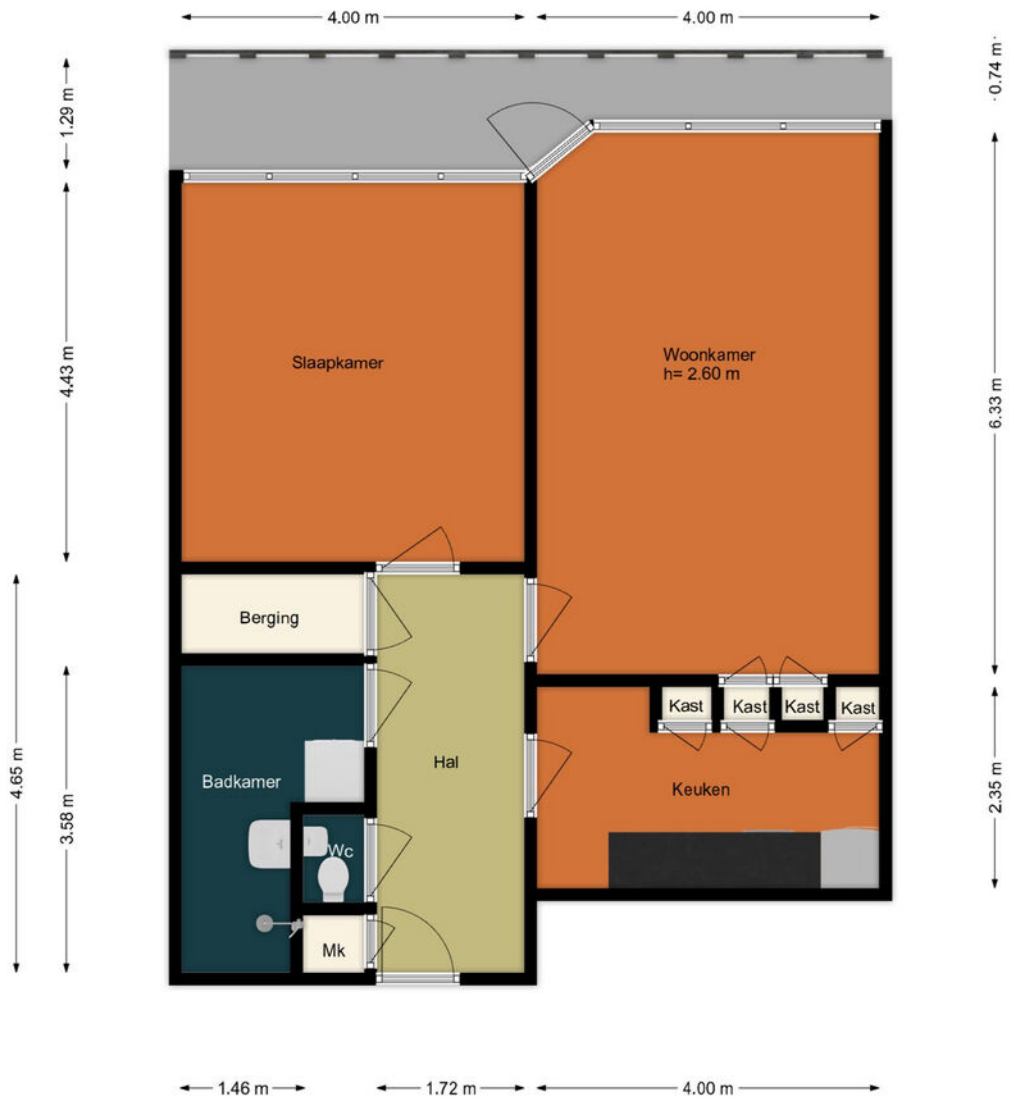 4.00 m
4.00 m
1.29 m
0.74 m
4.43 m
Slaapkamer
Woonkamer
h= 2.60 m
6.33 m
Berging
4.65 m
3.58 m
Badkamer
Hal
Wc
Mk
Kast
Kast
Kast
Kast
Keuken
2.35 m
1.46 m
1.72 m
4.00 m